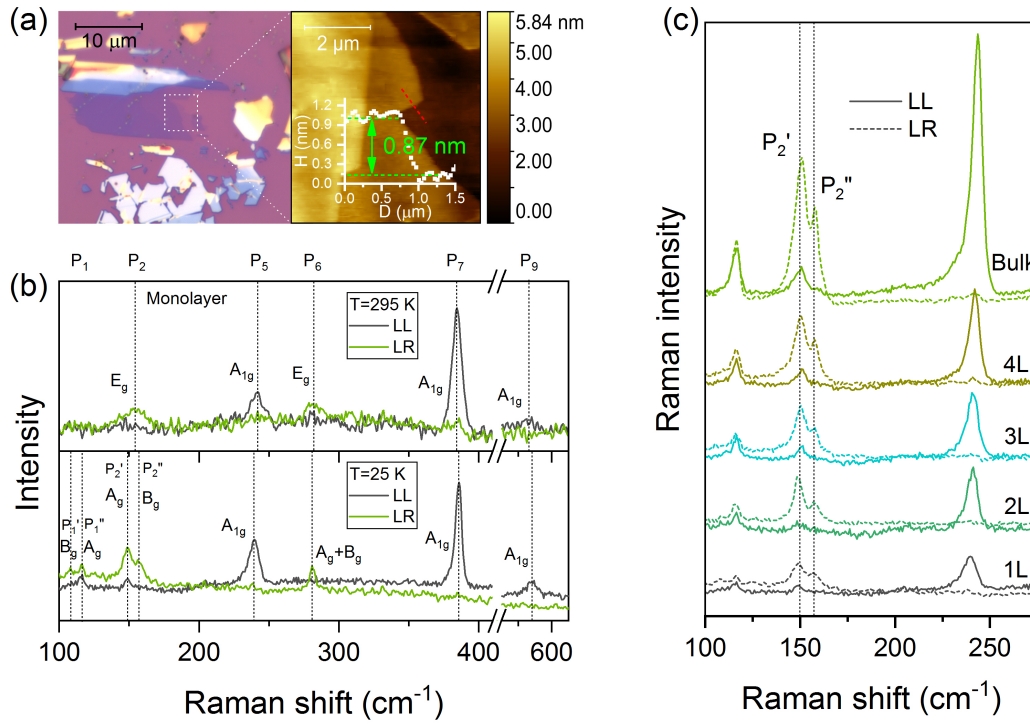 (a)
10 μm
2 μm
5.84 nm
5.00
4.00
3.00
2.00
0.00
1.2
0.9
0.6
0.3
0.0
H (nm)
0.87 nm
0.0 0.5 1.0 1.5
D (μm)
(b)
P1 P2 P5 P6 P7 P9
Monolayer
T=295 K
LL
LR
Eg
A1g
Eg
A1g
A1g
T=25 K
LL
LR
P1'
Bg
P1"
Ag
P2'
Ag
P2"
Bg
A1g
Ag+Bg
A1g
A1g
Intensity
100 200 300 400 600
Raman shift (cm-1)
(c)
LL
LR
P2'
P2"
Bulk
4L
3L
2L
1L
Raman intensity
100 150 200 250
Raman shift (cm-1)